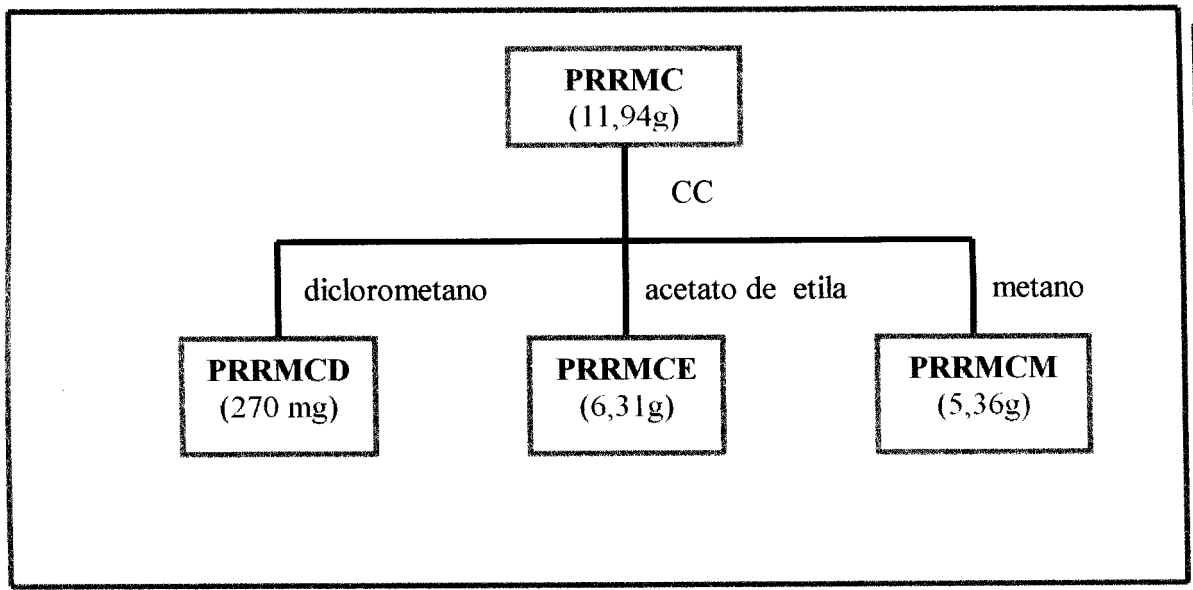 PRRMC
(11,94g)
CC
diclorometano
acetato de etila
metano
PRRMCD
(270 mg)
PRRMCE
(6,31g)
PRRMCM
(5,36g)